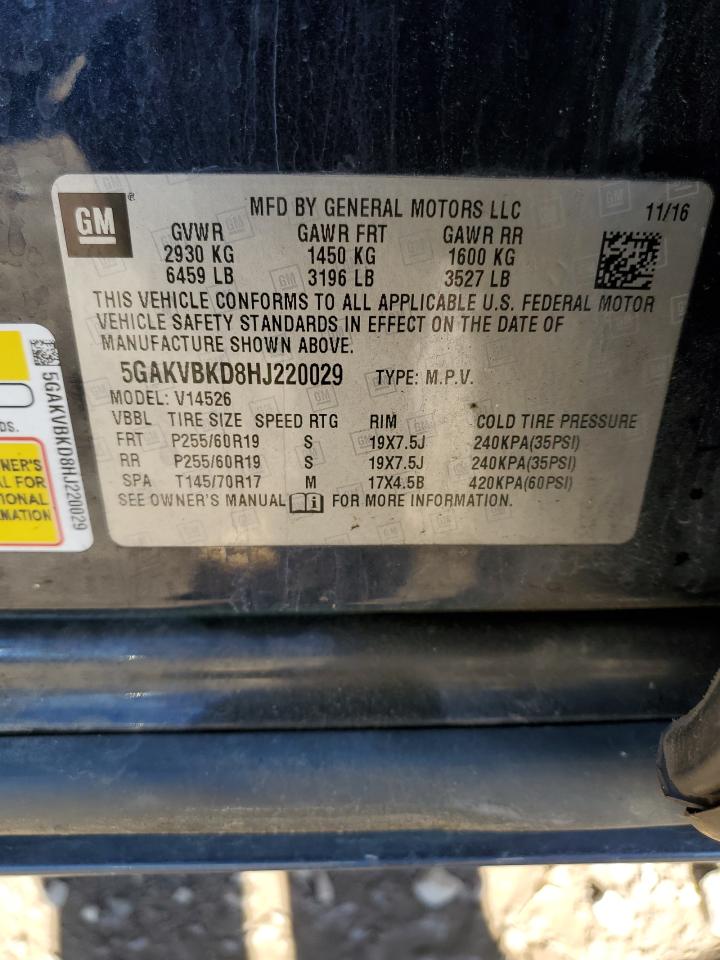 GM
MFD BY GENERAL MOTORS LLC 11/16
GVWR GAWR FRT GAWR RR
2930 KG 1450 KG 1600 KG
6459 LB 3196 LB 3527 LB
THIS VEHICLE CONFORMS TO ALL APPLICABLE U.S. FEDERAL MOTOR
VEHICLE SAFETY STANDARDS IN EFFECT ON THE DATE OF
MANUFACTURE SHOWN ABOVE.
5GAKVBKD8HJ220029 TYPE: M.P.V.
MODEL: V14526
VBBL TIRE SIZE SPEED RTG RIM COLD TIRE PRESSURE
FRT P255/60R19 S 19X7.5J 240KPA(35PSI)
RR P255/60R19 S 19X7.5J 240KPA(35PSI)
SPA T145/70R17 M 17X4.5B 420KPA(60PSI)
SEE OWNER'S MANUAL FOR MORE INFORMATION.
5GAKVBKD8HJ220029
DS.
NER'S
AL FOR
TIONAL
MATION